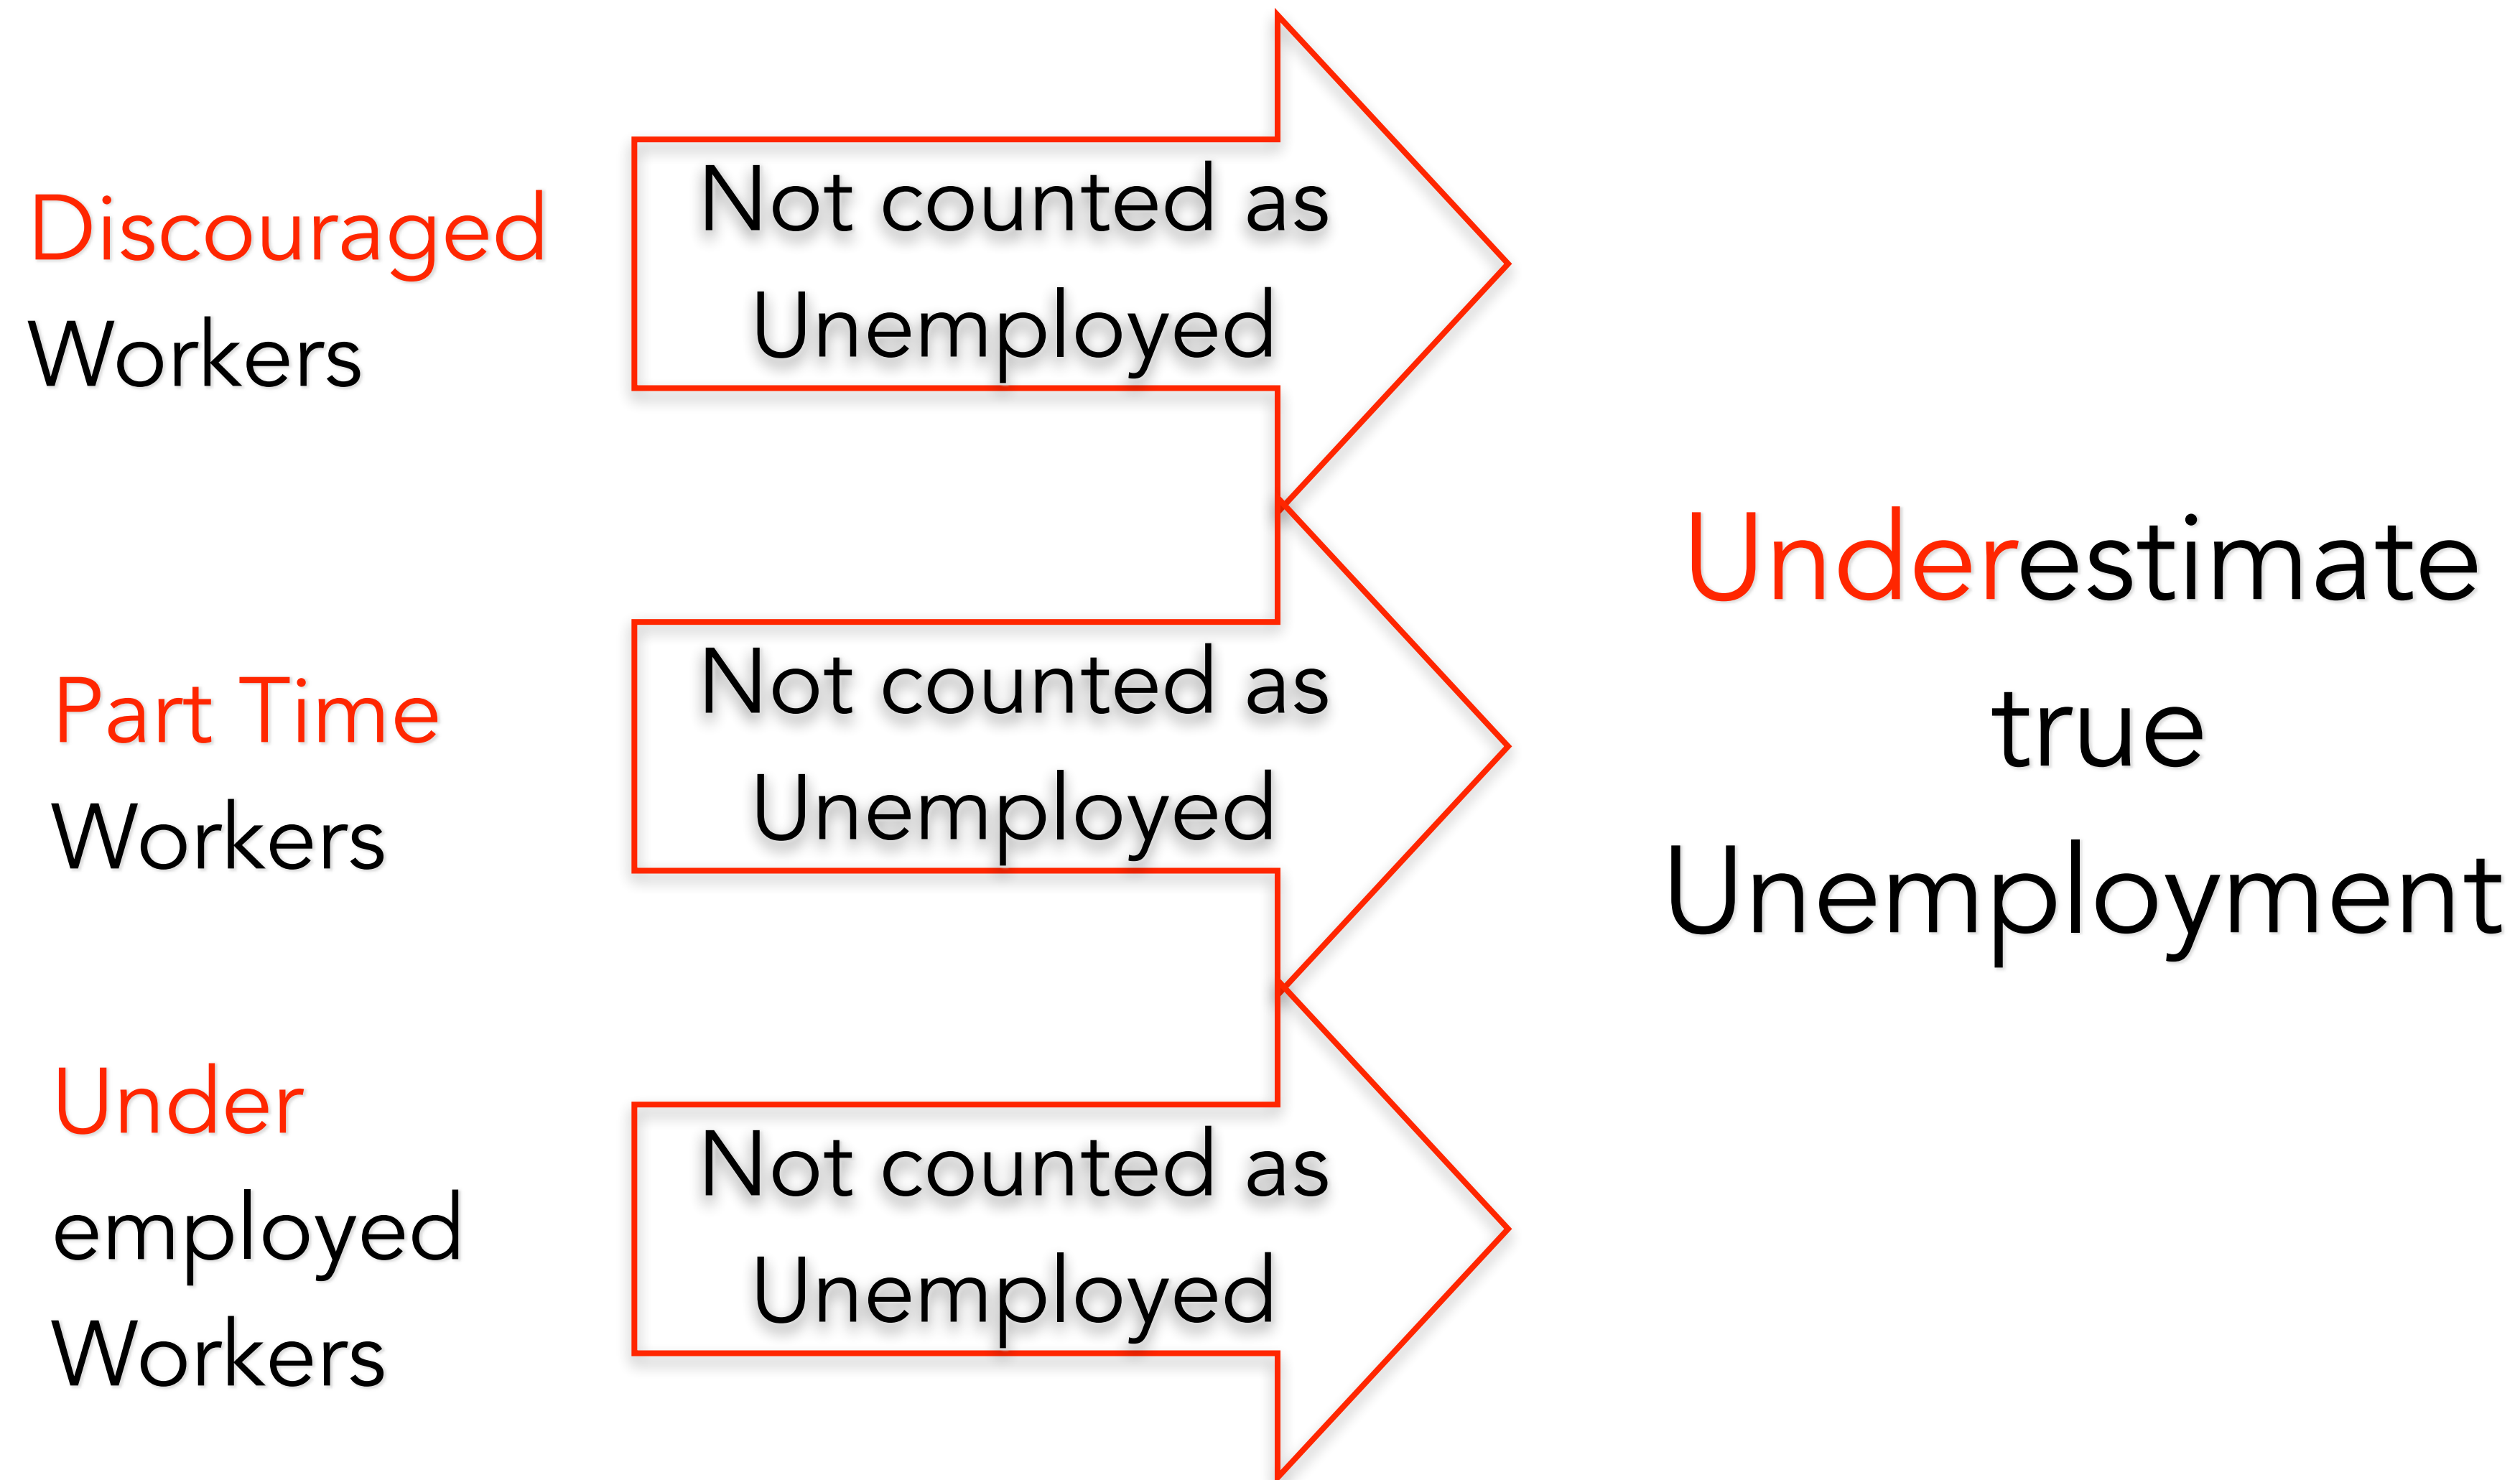 Discouraged
Workers
Not counted as
Unemployed
Part Time
Workers
Not counted as
Unemployed
Under
employed
Workers
Not counted as
Unemployed
Underestimate
true
Unemployment